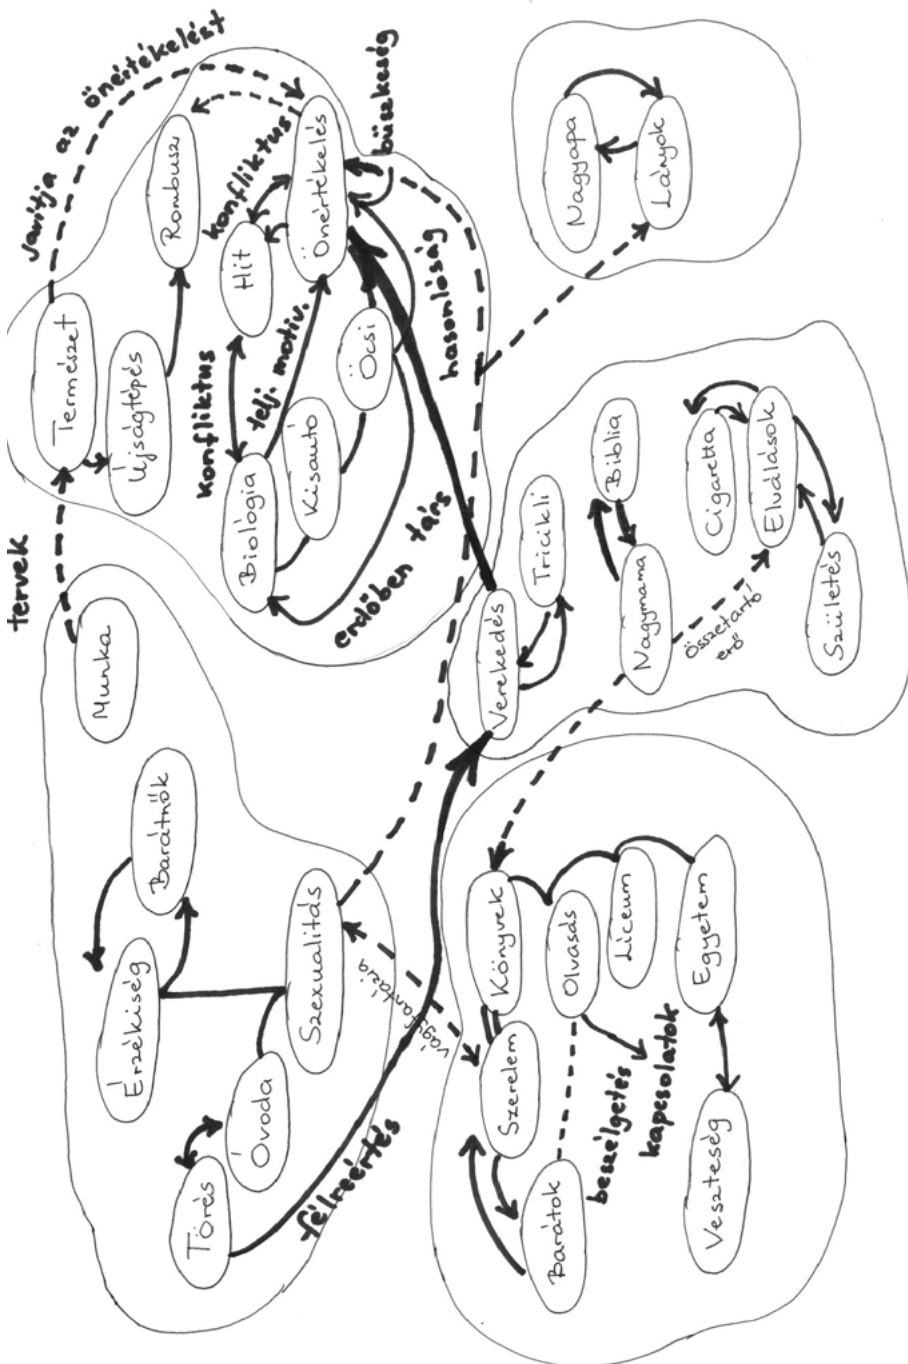 tervek
Munka
Barátnők
Érzékiség
Szexualitás
Óvoda
Törés
félreértés
vágyfantázia
javítja az önértékelést
Természet
Újságtépés
Rombusz
konfliktus
Hit
Önértékelés
büszkeség
konfliktus
telj. motiv.
Biológia
Kisautó
Öcsi
erdőben társ
hasonlóság
Nagyapa
Lányok
Verekedés
Tricikli
Biblia
Nagymama
Összetartó
erő
Cigaretta
Elválások
Születés
Könyvek
Szerelem
Olvasás
Líceum
Egyetem
Barátok
beszélgetés
kapcsolatok
Veszteség